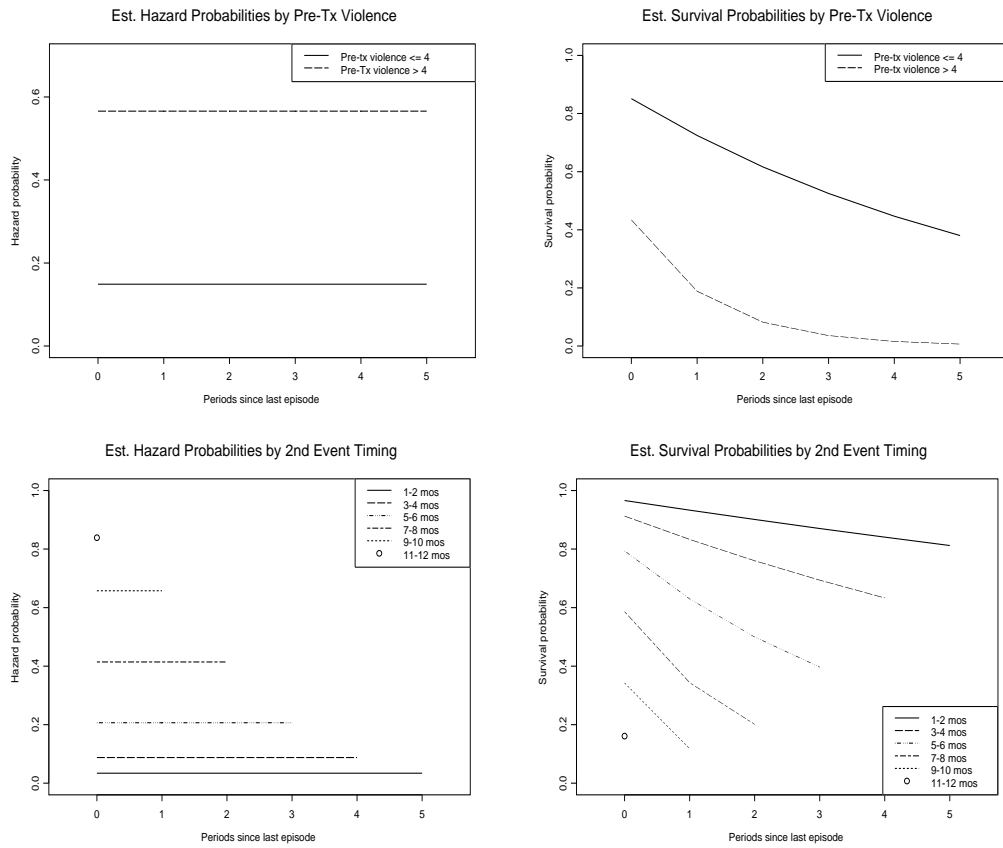 Est. Hazard Probabilities by Pre-Tx Violence
Pre-tx violence <= 4
Pre-Tx violence > 4
Hazard probability
0.0
0.2
0.4
0.6
0
1
2
3
4
5
Periods since last episode
Est. Survival Probabilities by Pre-Tx Violence
Pre-tx violence <= 4
Pre-tx violence > 4
Survival probability
0.0
0.2
0.4
0.6
0.8
1.0
0
1
2
3
4
5
Periods since last episode
Est. Hazard Probabilities by 2nd Event Timing
1-2 mos
3-4 mos
5-6 mos
7-8 mos
9-10 mos
11-12 mos
Hazard probability
0.0
0.2
0.4
0.6
0.8
1.0
0
1
2
3
4
5
Periods since last episode
Est. Survival Probabilities by 2nd Event Timing
1-2 mos
3-4 mos
5-6 mos
7-8 mos
9-10 mos
11-12 mos
Survival probability
0.0
0.2
0.4
0.6
0.8
1.0
0
1
2
3
4
5
Periods since last episode